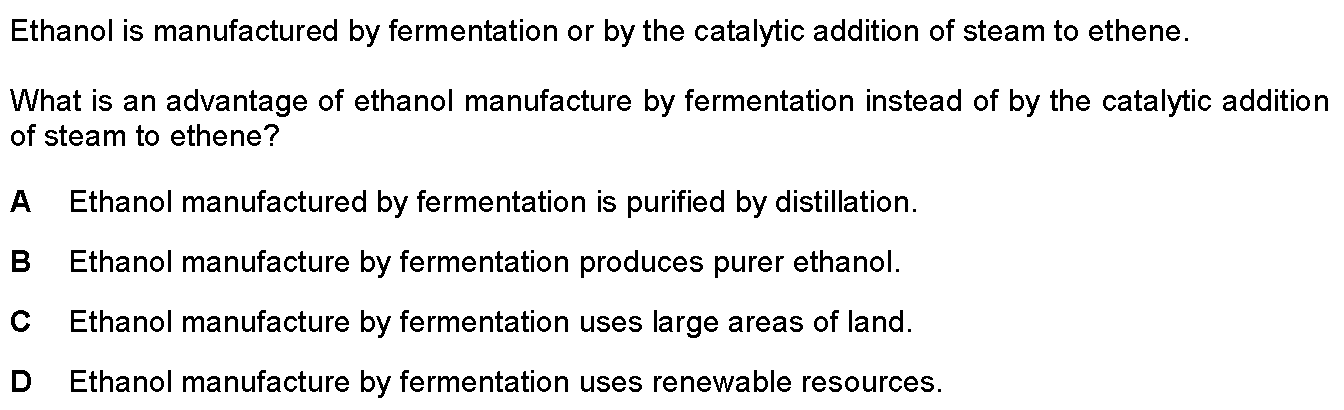 Ethanol is manufactured by fermentation or by the catalytic addition of steam to ethene.
What is an advantage of ethanol manufacture by fermentation instead of by the catalytic addition
of steam to ethene?
A Ethanol manufactured by fermentation is purified by distillation.
B Ethanol manufacture by fermentation produces purer ethanol.
C Ethanol manufacture by fermentation uses large areas of land.
D Ethanol manufacture by fermentation uses renewable resources.